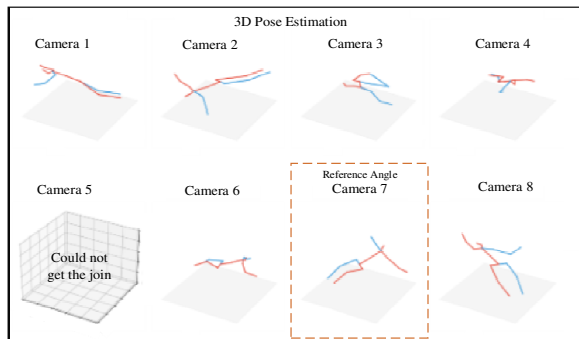 3D Pose Estimation
Camera 1
Camera 2
Camera 3
Camera 4
Camera 5
Camera 6
Reference Angle
Camera 7
Camera 8
Could not
get the join